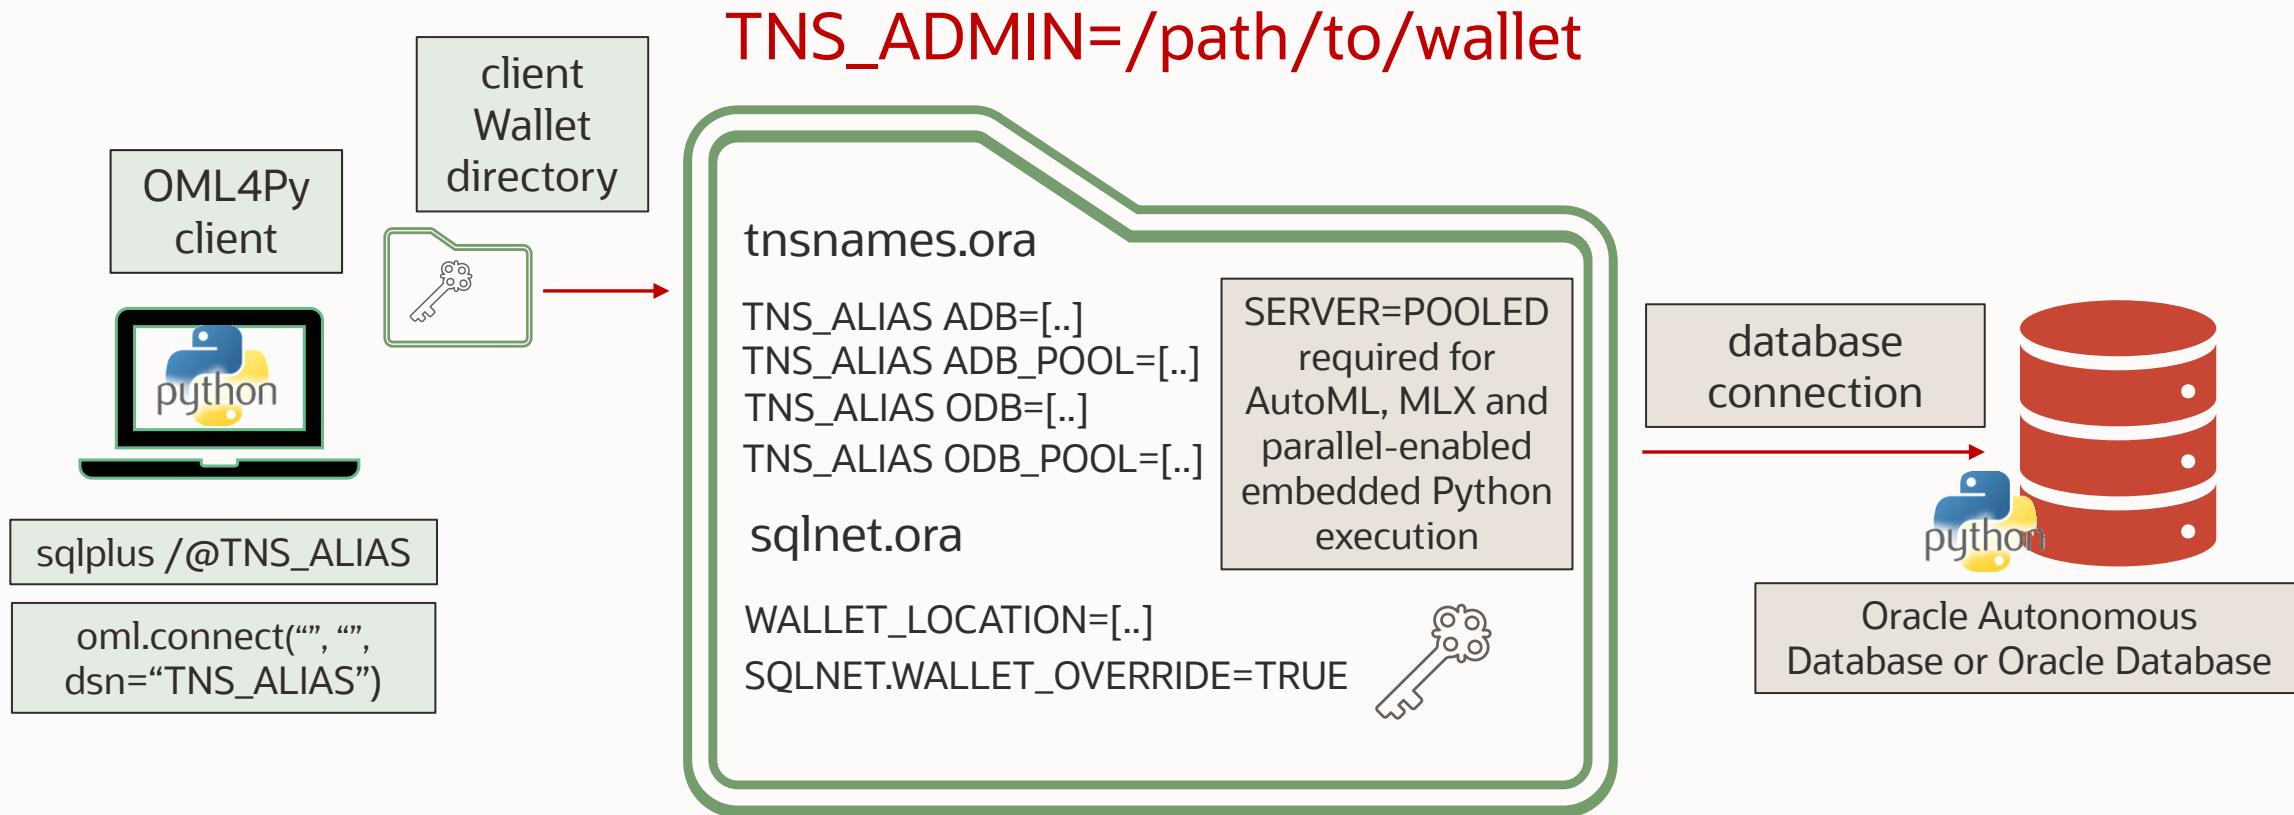 TNS_ADMIN=/path/to/wallet
client
Wallet
directory
OML4Py
client
python
sqlplus /@TNS_ALIAS
oml.connect(“”, “”,
dsn=“TNS_ALIAS”)
tnsnames.ora
TNS_ALIAS ADB=[..]
TNS_ALIAS ADB_POOL=[..]
TNS_ALIAS ODB=[..]
TNS_ALIAS ODB_POOL=[..]
SERVER=POOLED
required for
AutoML, MLX and
parallel-enabled
embedded Python
execution
sqlnet.ora
WALLET_LOCATION=[..]
SQLNET.WALLET_OVERRIDE=TRUE
database
connection
python
Oracle Autonomous
Database or Oracle Database